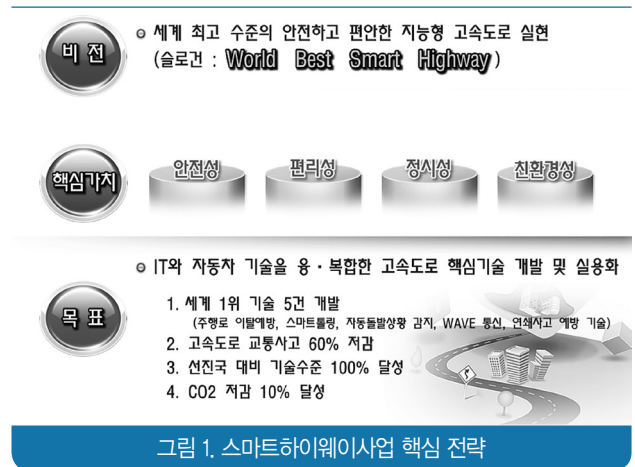 비 전
세계 최고 수준의 안전하고 편안한 지능형 고속도로 실현
(슬로건 : World Best Smart Highway)
핵심가치
안전성 편리성 정시성 친환경성
목 표
IT와 자동차 기술을 융·복합한 고속도로 핵심기술 개발 및 실용화
1. 세계 1위 기술 5건 개발
(주행로 이탈예방, 스마트톨링, 자동돌발상황 감지, WAVE 통신, 연쇄사고 예방 기술)
2. 고속도로 교통사고 60% 저감
3. 선진국 대비 기술수준 100% 달성
4. CO2 저감 10% 달성
그림 1. 스마트하이웨이사업 핵심 전략